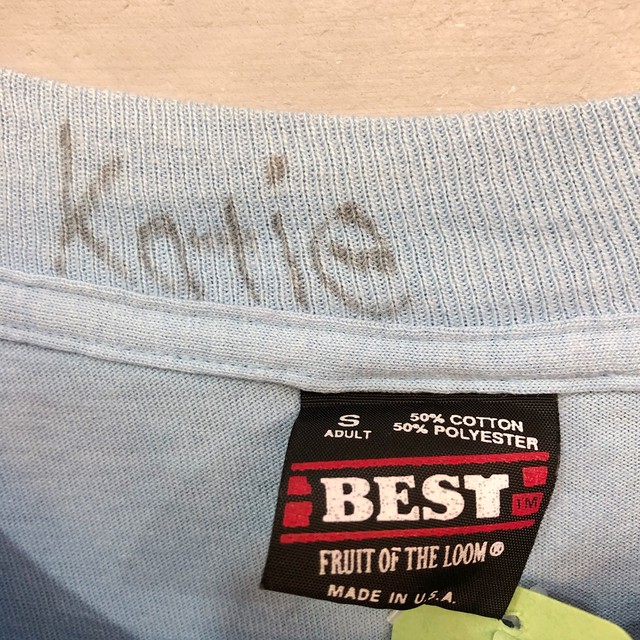 Katie
S
ADULT
50% COTTON
50% POLYESTER
BEST TM
FRUIT OF THE LOOM®
MADE IN U.S.A.